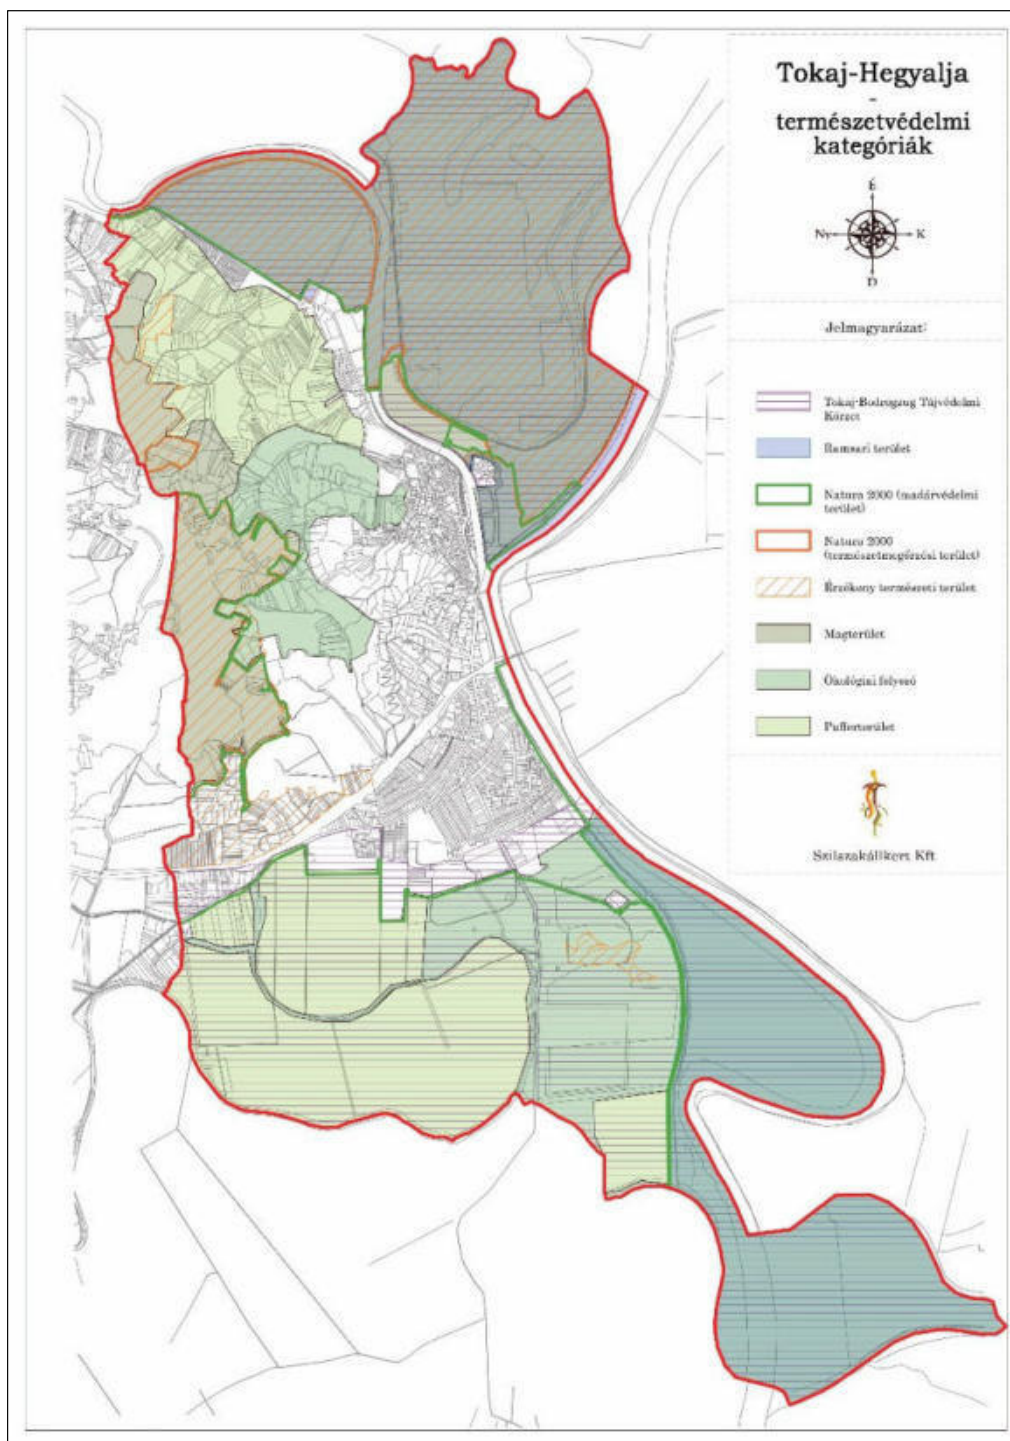 Tokaj-Hegyalja
-
természetvédelmi
kategóriák
É
Ny
K
D
Jelmagyarázat:
Tokaj-Bodrogzug Tájvédelmi
Körzet
Ramsari terület
Natura 2000 (madárvédelmi
terület)
Natura 2000
(természetmegőrzési terület)
Érzékeny természeti terület
Magterület
Ökológiai folyosó
Pufferterület
Szilszakállkert Kft